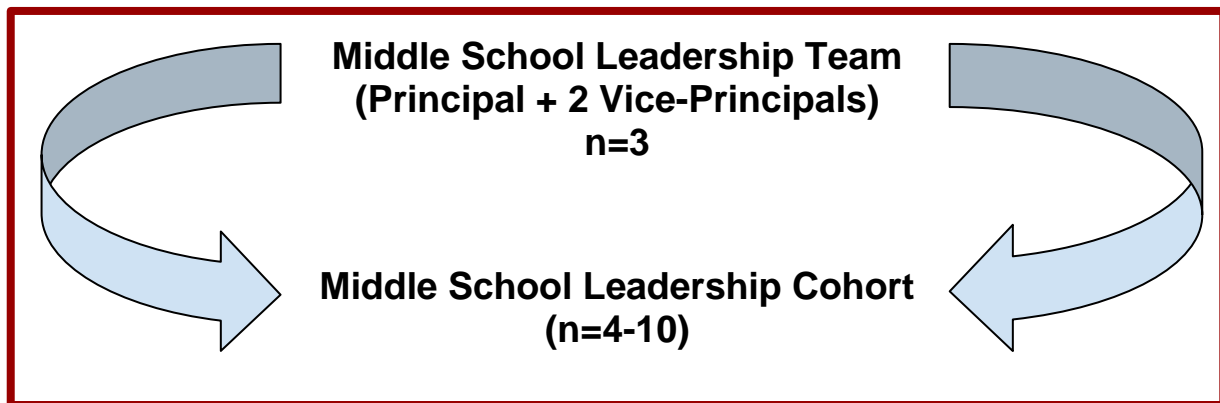 Middle School Leadership Team
(Principal + 2 Vice-Principals)
n=3
Middle School Leadership Cohort
(n=4-10)